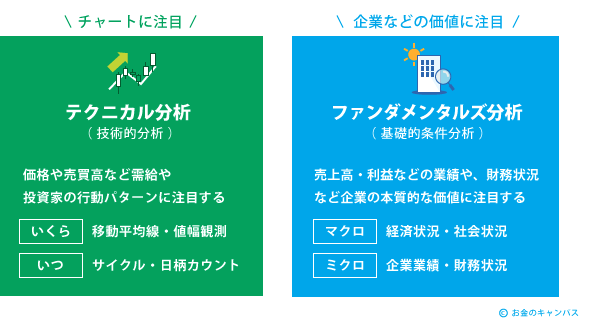 \ チャートに注目 /
テクニカル分析
（ 技術的分析 ）
価格や売買高など需給や
投資家の行動パターンに注目する
いくら 移動平均線・値幅観測
いつ サイクル・日柄カウント
\ 企業などの価値に注目 /
ファンダメンタルズ分析
（ 基礎的条件分析 ）
売上高・利益などの業績や、財務状況
など企業の本質的な価値に注目する
マクロ 経済状況・社会状況
ミクロ 企業業績・財務状況
© お金のキャンバス